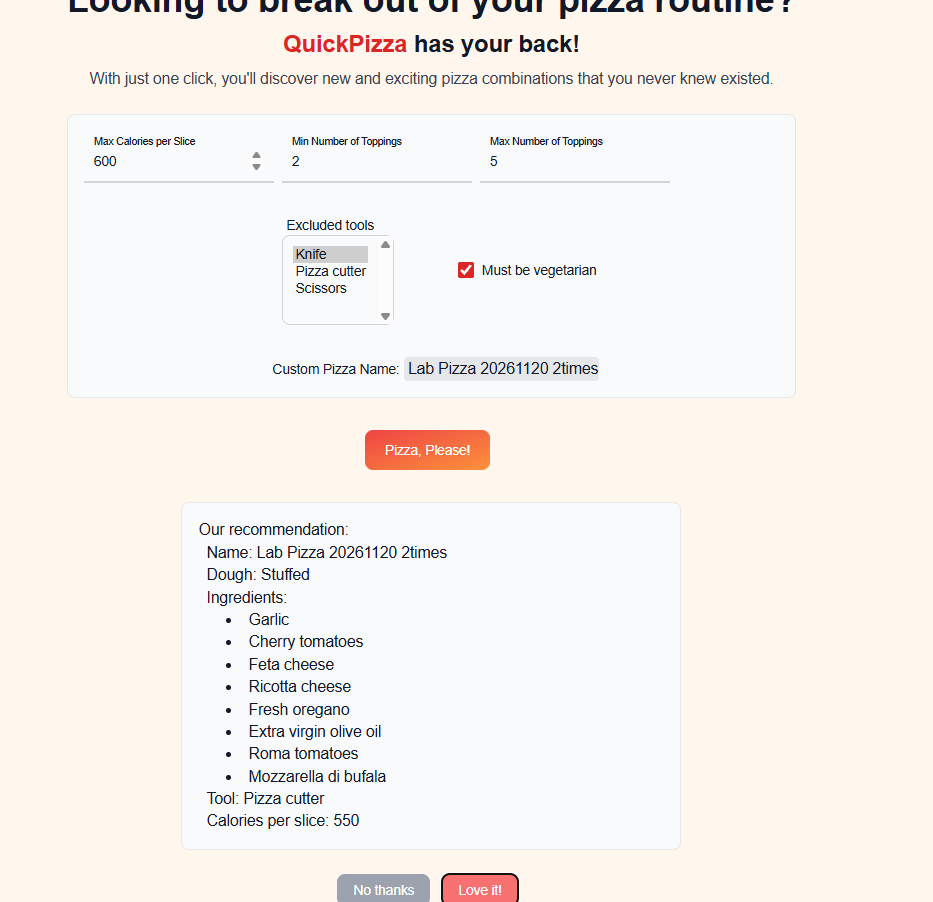 Looking to break out of your pizza routine?
QuickPizza has your back!
With just one click, you'll discover new and exciting pizza combinations that you never knew existed.
Max Calories per Slice
600
Min Number of Toppings
2
Max Number of Toppings
5
Excluded tools
Knife
Pizza cutter
Scissors
Must be vegetarian
Custom Pizza Name: Lab Pizza 20261120 2times
Pizza, Please!
Our recommendation:
Name: Lab Pizza 20261120 2times
Dough: Stuffed
Ingredients:
Garlic
Cherry tomatoes
Feta cheese
Ricotta cheese
Fresh oregano
Extra virgin olive oil
Roma tomatoes
Mozzarella di bufala
Tool: Pizza cutter
Calories per slice: 550
No thanks
Love it!